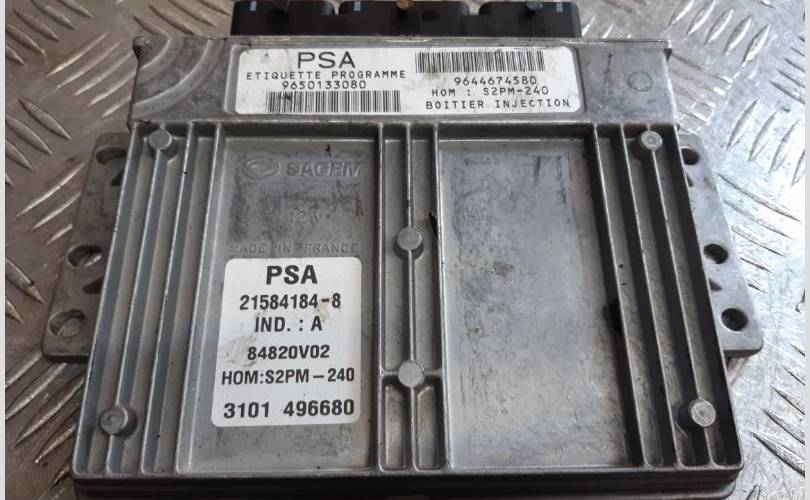 PSA
ETIQUETTE PROGRAMME
9650133080
9644674580
HOM : S2PM-240
BOITIER INJECTION
SAGEM
12 V
MADE IN FRANCE
PSA
21584184-8
IND. : A
84820V02
HOM:S2PM-240
3101 496680